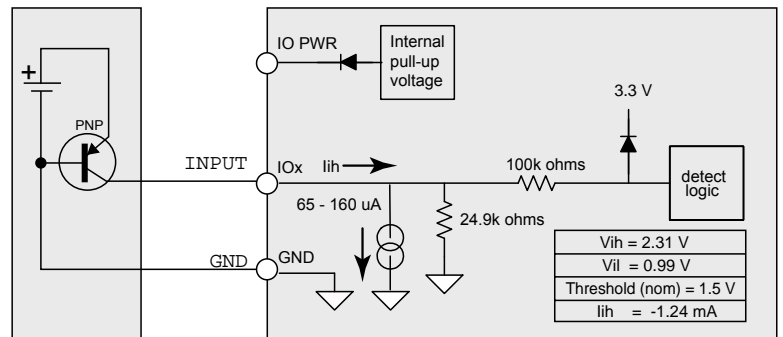 IO PWR
Internal
pull-up
voltage
3.3 V
+
PNP
INPUT
IOx
Iih
100k ohms
detect
logic
65 - 160 uA
24.9k ohms
GND
GND
Vih = 2.31 V
Vil = 0.99 V
Threshold (nom) = 1.5 V
Iih = -1.24 mA